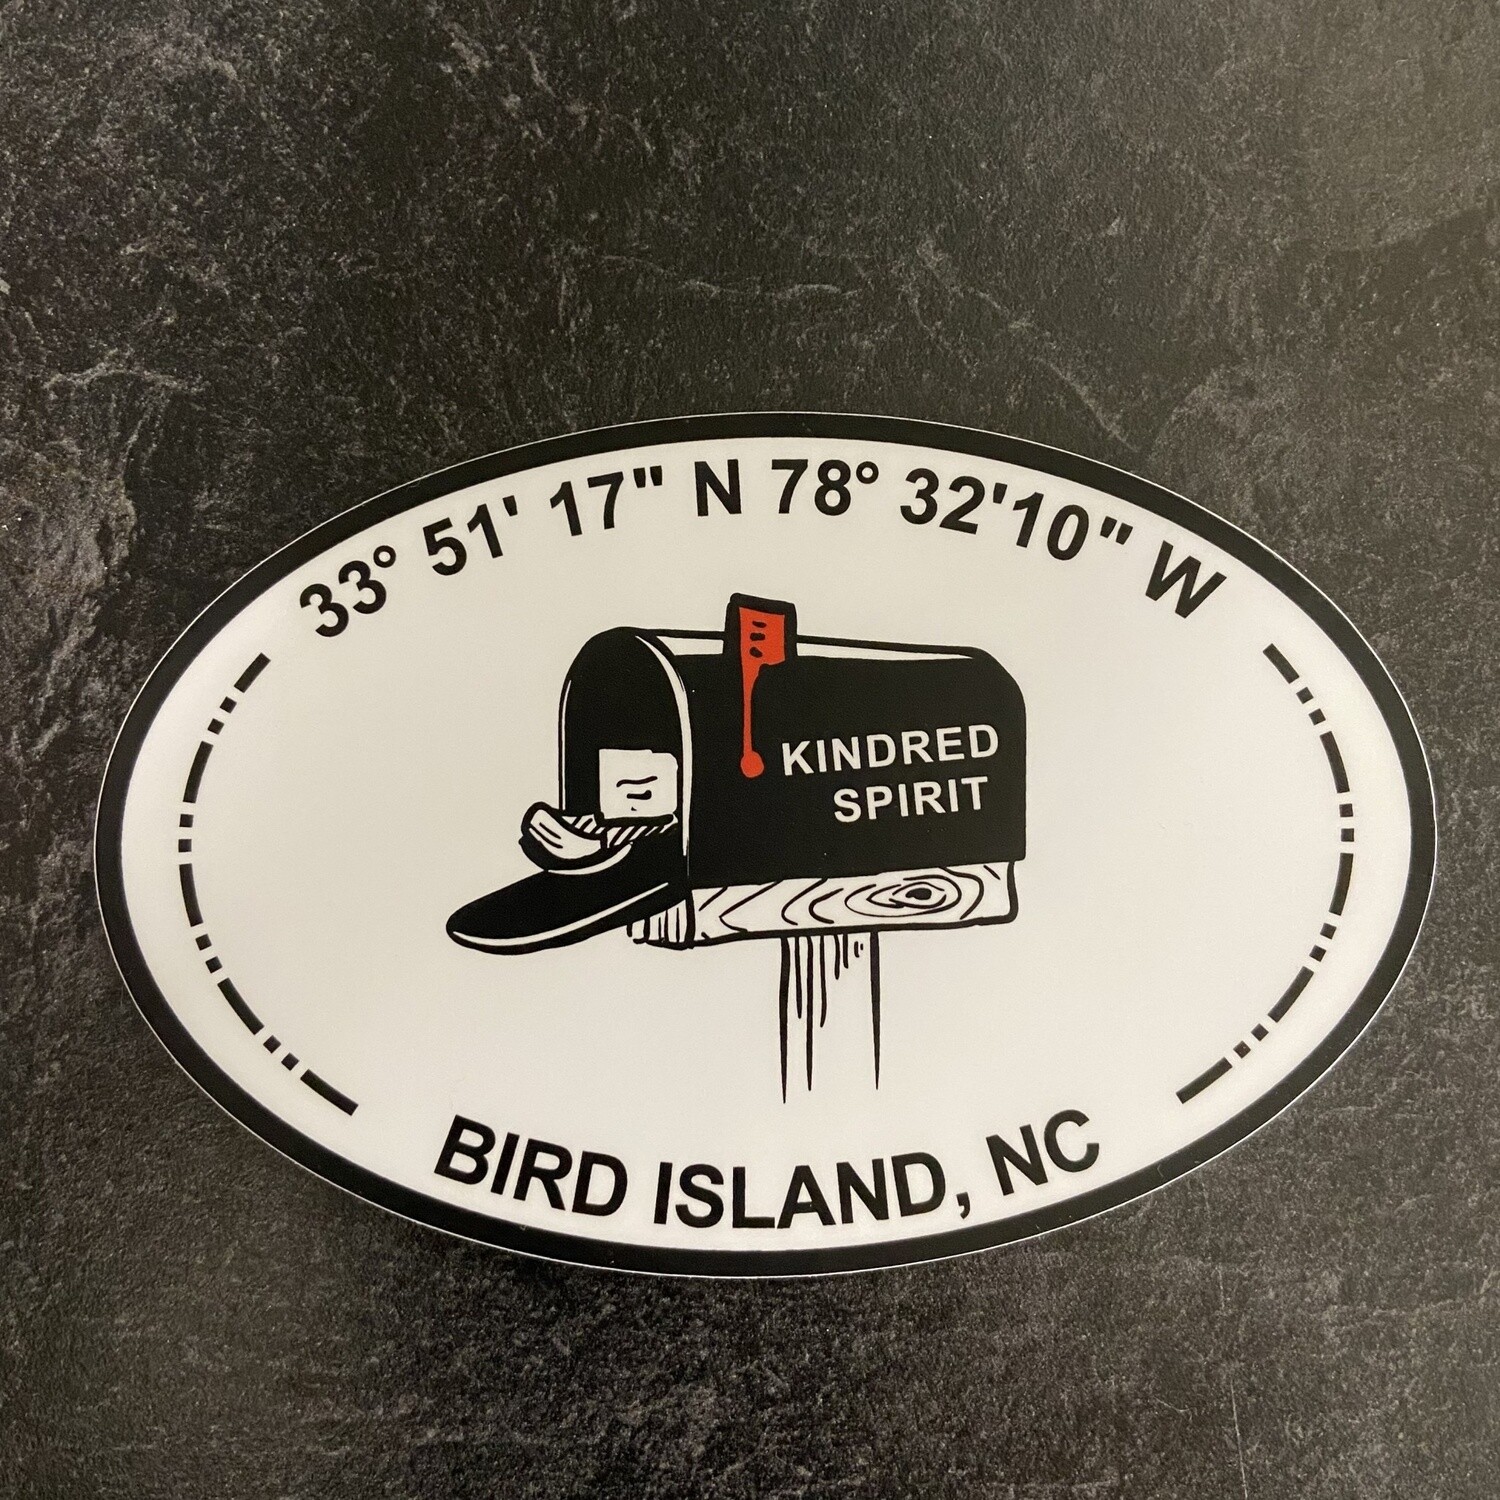 33° 51' 17" N 78° 32'10" W
KINDRED
SPIRIT
BIRD ISLAND, NC